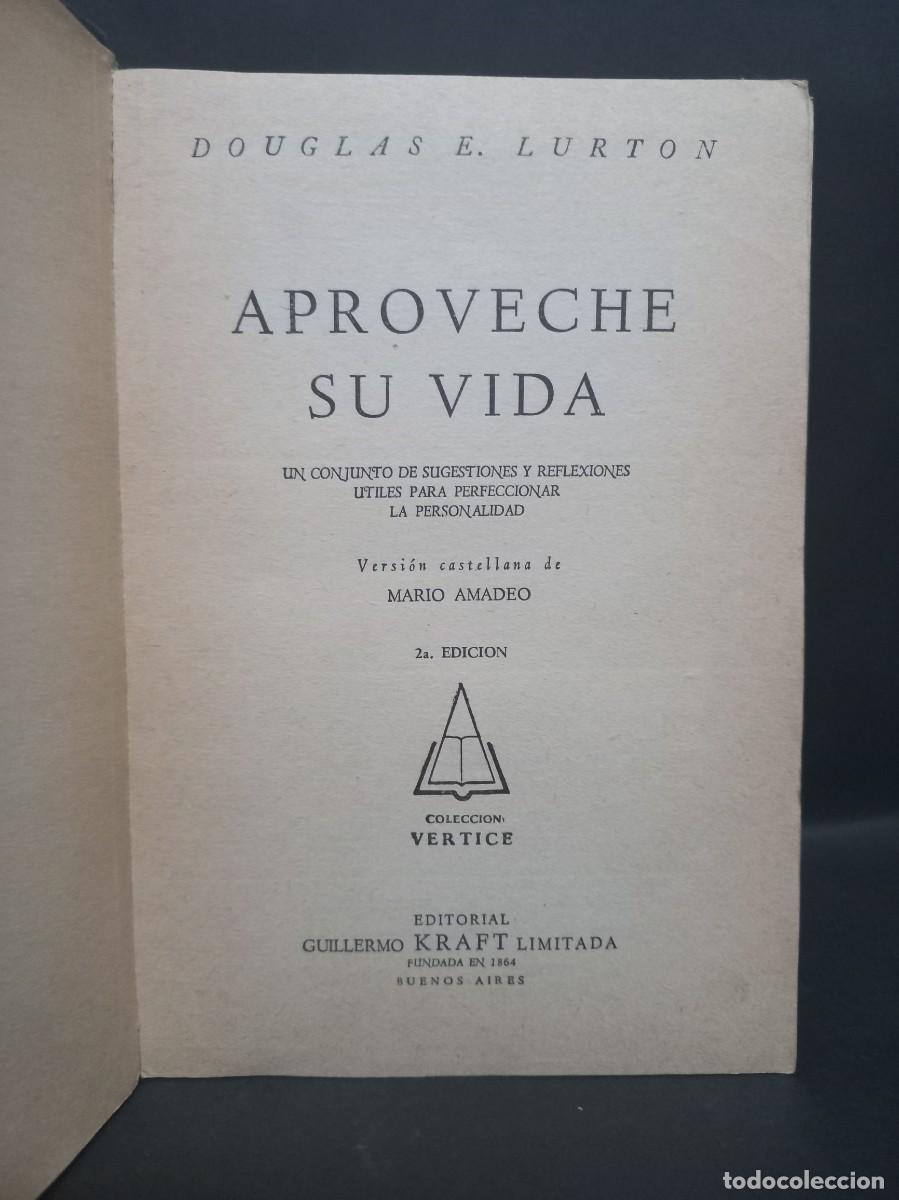 DOUGLAS E. LURTON
APROVECHE
SU VIDA
UN CONJUNTO DE SUGESTIONES Y REFLEXIONES
UTILES PARA PERFECCIONAR
LA PERSONALIDAD
Versión castellana de
MARIO AMADEO
2a. EDICION
COLECCION:
VERTICE
EDITORIAL
GUILLERMO KRAFT LIMITADA
FUNDADA EN 1864
BUENOS AIRES
todocoleccion